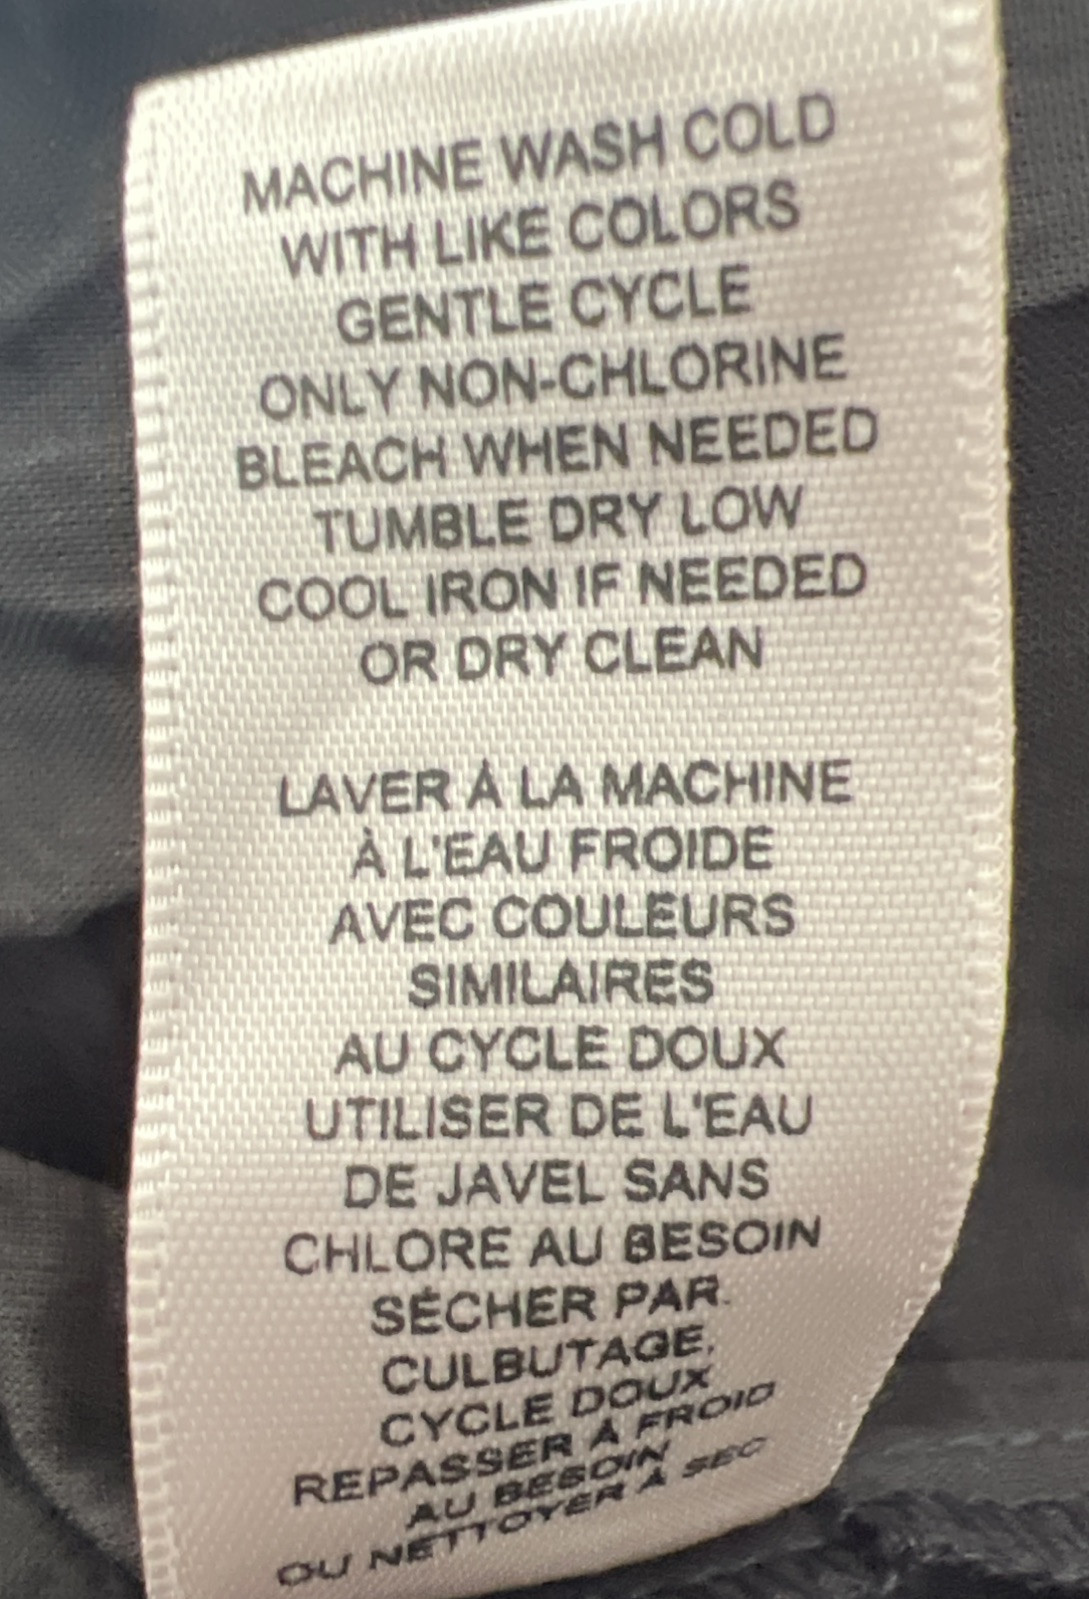 MACHINE WASH COLD
WITH LIKE COLORS
GENTLE CYCLE
ONLY NON-CHLORINE
BLEACH WHEN NEEDED
TUMBLE DRY LOW
COOL IRON IF NEEDED
OR DRY CLEAN
LAVER À LA MACHINE
À L'EAU FROIDE
AVEC COULEURS
SIMILAIRES
AU CYCLE DOUX
UTILISER DE L'EAU
DE JAVEL SANS
CHLORE AU BESOIN
SÉCHER PAR
CULBUTAGE,
CYCLE DOUX
REPASSER À FROID
AU BESOIN
OU NETTOYER À SEC